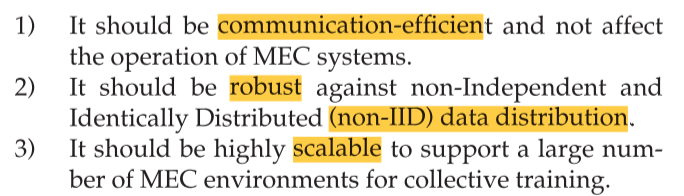 1) It should be communication-efficient and not affect
the operation of MEC systems.
2) It should be robust against non-Independent and
Identically Distributed (non-IID) data distribution.
3) It should be highly scalable to support a large num-
ber of MEC environments for collective training.